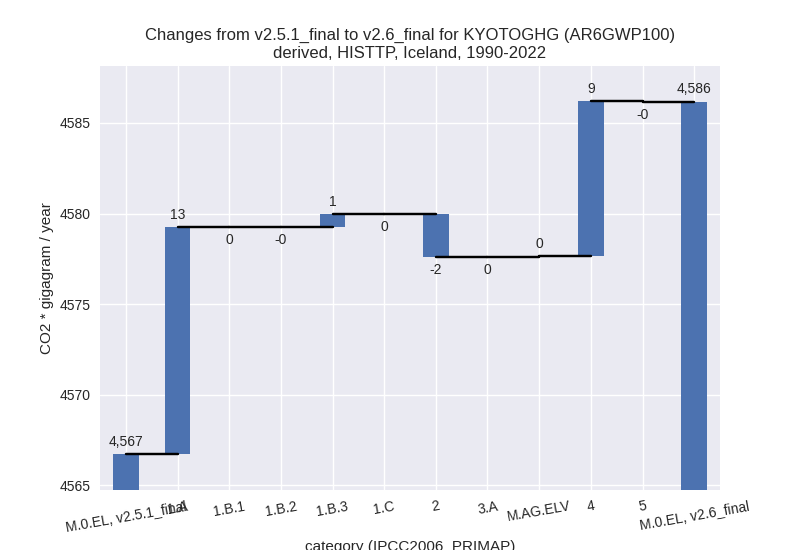 Changes from v2.5.1_final to v2.6_final for KYOTOGHG (AR6GWP100)
derived, HISTTP, Iceland, 1990-2022
CO2 * gigagram / year
4585
4580
4575
4570
4565
4,567
13
0
-0
1
0
-2
0
0
9
-0
4,586
M.0.EL, v2.5.1_final
1.A
1.B.1
1.B.2
1.B.3
1.C
2
3.A
M.AG.ELV
4
5
M.0.EL, v2.6_final
category (IPCC2006_PRIMAP)